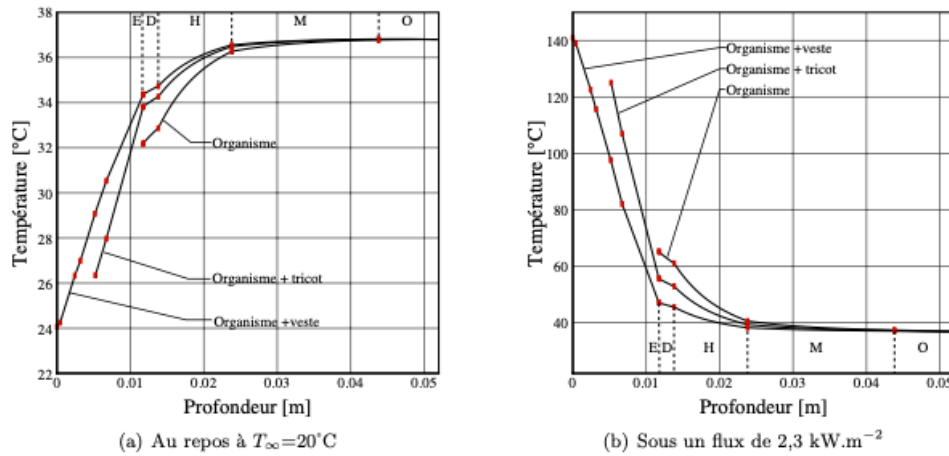 38
36
34
32
30
28
26
24
22
0
0.01
0.02
0.03
0.04
0.05
Température [°C]
Profondeur [m]
E D H M O
Organisme
Organisme + tricot
Organisme +veste
(a) Au repos à T∞=20°C
140
120
100
80
60
40
0
0.01
0.02
0.03
0.04
0.05
Température [°C]
Profondeur [m]
Organisme +veste
Organisme + tricot
Organisme
E D H M O
(b) Sous un flux de 2,3 kW.m⁻²